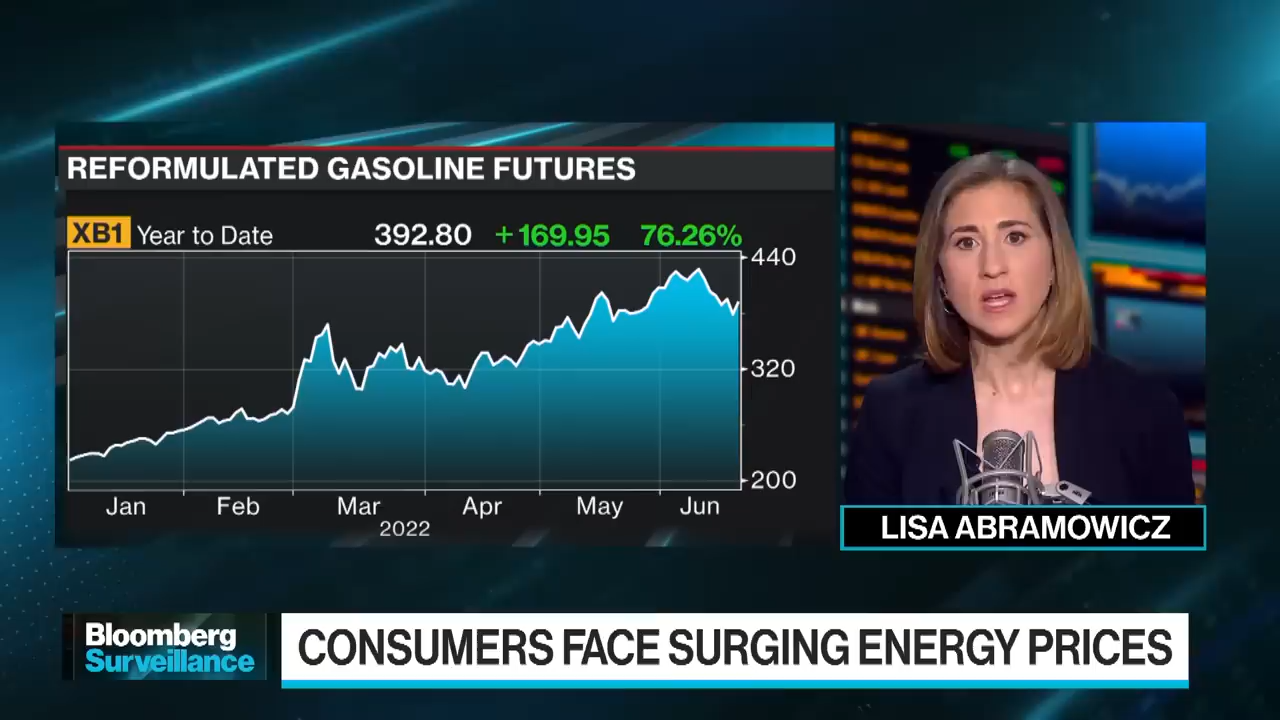 REFORMULATED GASOLINE FUTURES
XB1 Year to Date 392.80 +169.95 76.26%
440
320
200
Jan Feb Mar Apr May Jun
2022
LISA ABRAMOWICZ
Bloomberg
Surveillance
CONSUMERS FACE SURGING ENERGY PRICES